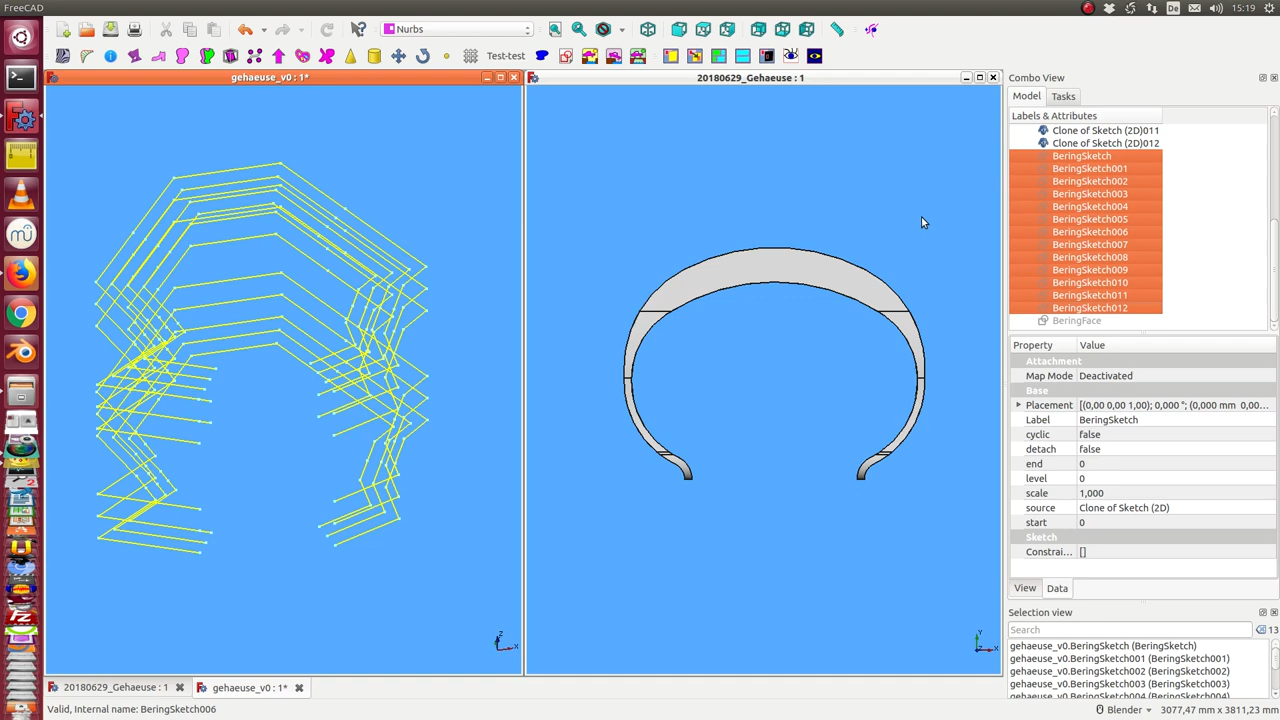 FreeCAD
De
15:19
Nurbs
Test-test
gehaeuse_v0 : 1*
20180629_Gehaeuse : 1
Combo View
Model
Tasks
Labels & Attributes
Clone of Sketch (2D)011
Clone of Sketch (2D)012
BeringSketch
BeringSketch001
BeringSketch002
BeringSketch003
BeringSketch004
BeringSketch005
BeringSketch006
BeringSketch007
BeringSketch008
BeringSketch009
BeringSketch010
BeringSketch011
BeringSketch012
BeringFace
Property Value
Attachment
Map Mode Deactivated
Base
Placement [(0,00 0,00 1,00); 0,000 °; (0,000 mm 0,00...
Label BeringSketch
cyclic false
detach false
end 0
level 0
scale 1,000
source Clone of Sketch (2D)
start 0
Sketch
Constrai... []
View
Data
Selection view
Search
13
gehaeuse_v0.BeringSketch (BeringSketch)
gehaeuse_v0.BeringSketch001 (BeringSketch001)
gehaeuse_v0.BeringSketch002 (BeringSketch002)
gehaeuse_v0.BeringSketch003 (BeringSketch003)
gehaeuse_v0.BeringSketch004 (BeringSketch004)
Z
X
Y
X
20180629_Gehaeuse : 1
gehaeuse_v0 : 1*
Valid, Internal name: BeringSketch006
Blender
3077,47 mm x 3811,23 mm